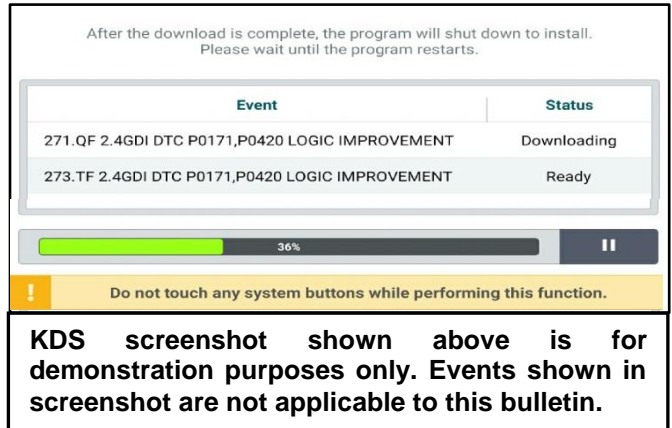 After the download is complete, the program will shut down to install.
Please wait until the program restarts.
Event Status
271.QF 2.4GDI DTC P0171,P0420 LOGIC IMPROVEMENT Downloading
273.TF 2.4GDI DTC P0171,P0420 LOGIC IMPROVEMENT Ready
36%
! Do not touch any system buttons while performing this function.
KDS screenshot shown above is for
demonstration purposes only. Events shown in
screenshot are not applicable to this bulletin.